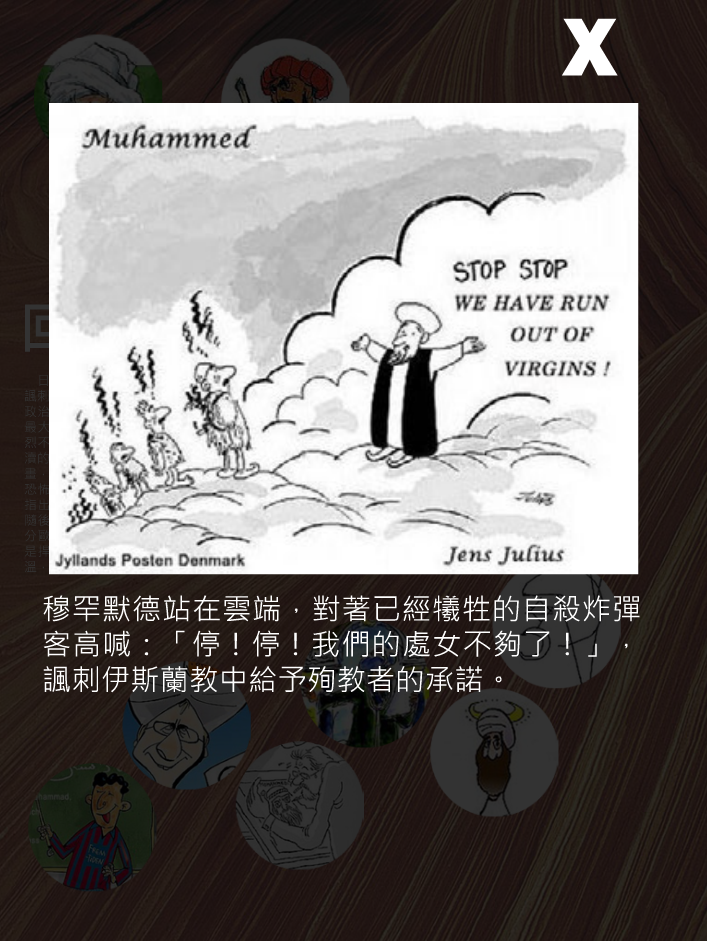 X
Muhammed
STOP STOP
WE HAVE RUN
OUT OF
VIRGINS !
Jyllands Posten Denmark
Jens Julius
穆罕默德站在雲端，對著已經犧牲的自殺炸彈
客高喊：「停！停！我們的處女不夠了！」，
諷刺伊斯蘭教中給予殉教者的承諾。